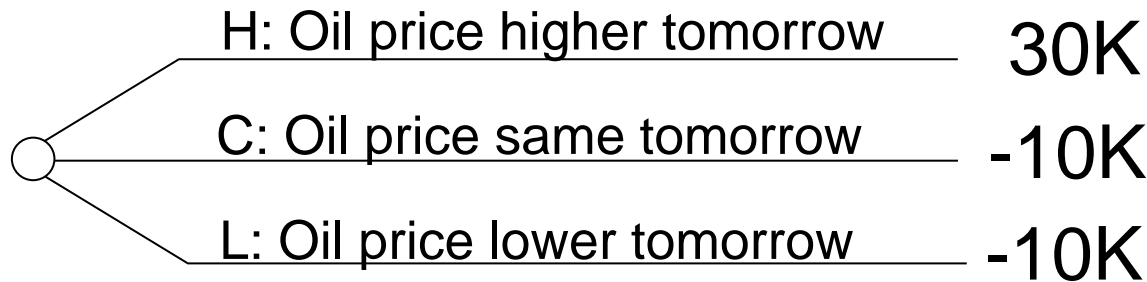 H: Oil price higher tomorrow 30K
C: Oil price same tomorrow -10K
L: Oil price lower tomorrow -10K